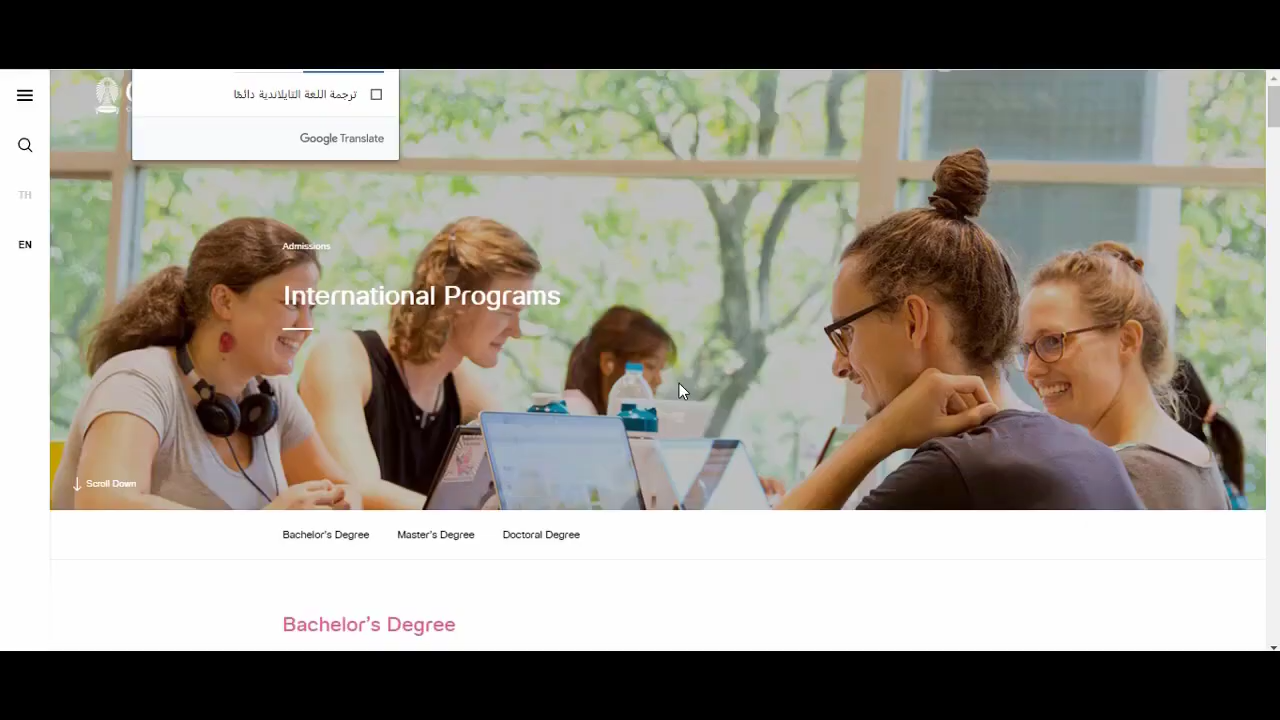 ترجمة اللغة التايلاندية دائمًا
Google Translate
TH
EN
Admissions
International Programs
Scroll Down
Bachelor's Degree
Master's Degree
Doctoral Degree
Bachelor's Degree